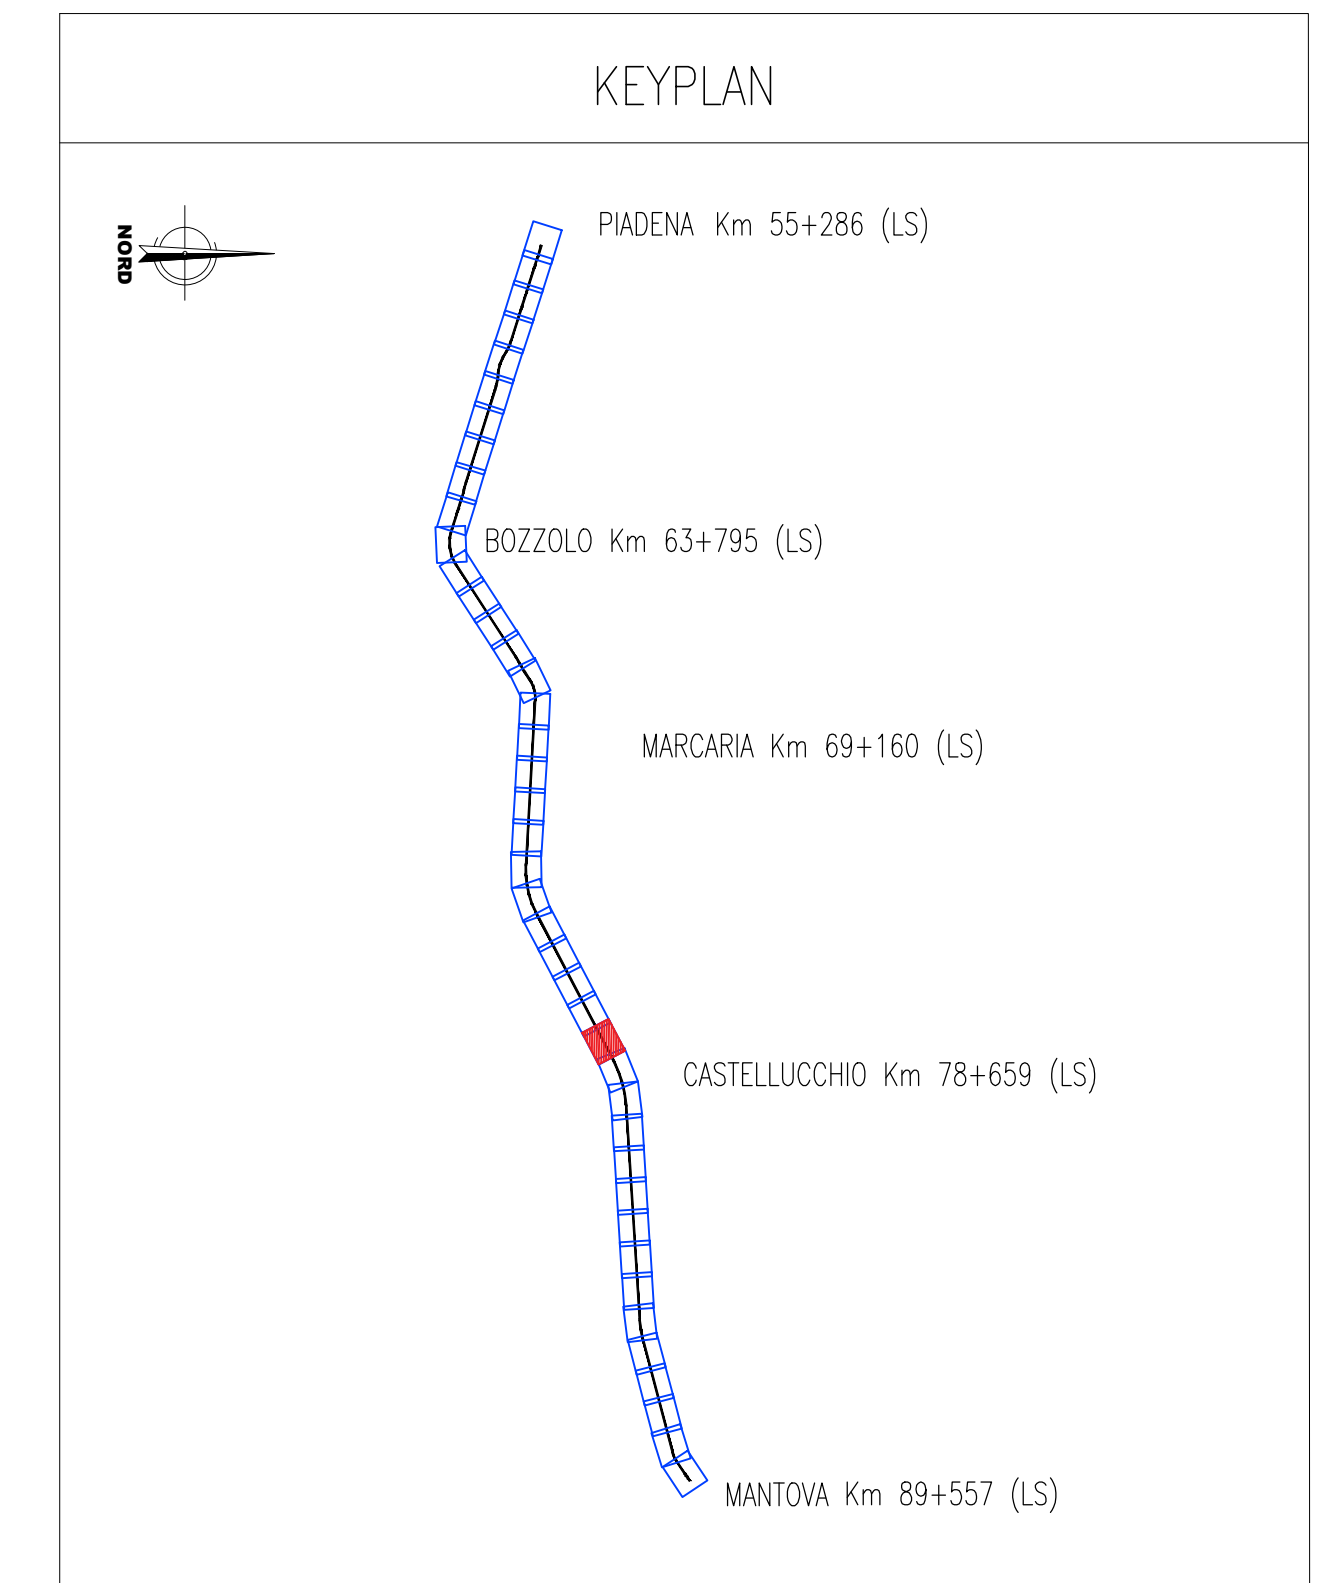 KEYPLAN
NORD
PIADENA Km 55+286 (LS)
BOZZOLO Km 63+795 (LS)
MARCARIA Km 69+160 (LS)
CASTELLUCCHIO Km 78+659 (LS)
MANTOVA Km 89+557 (LS)